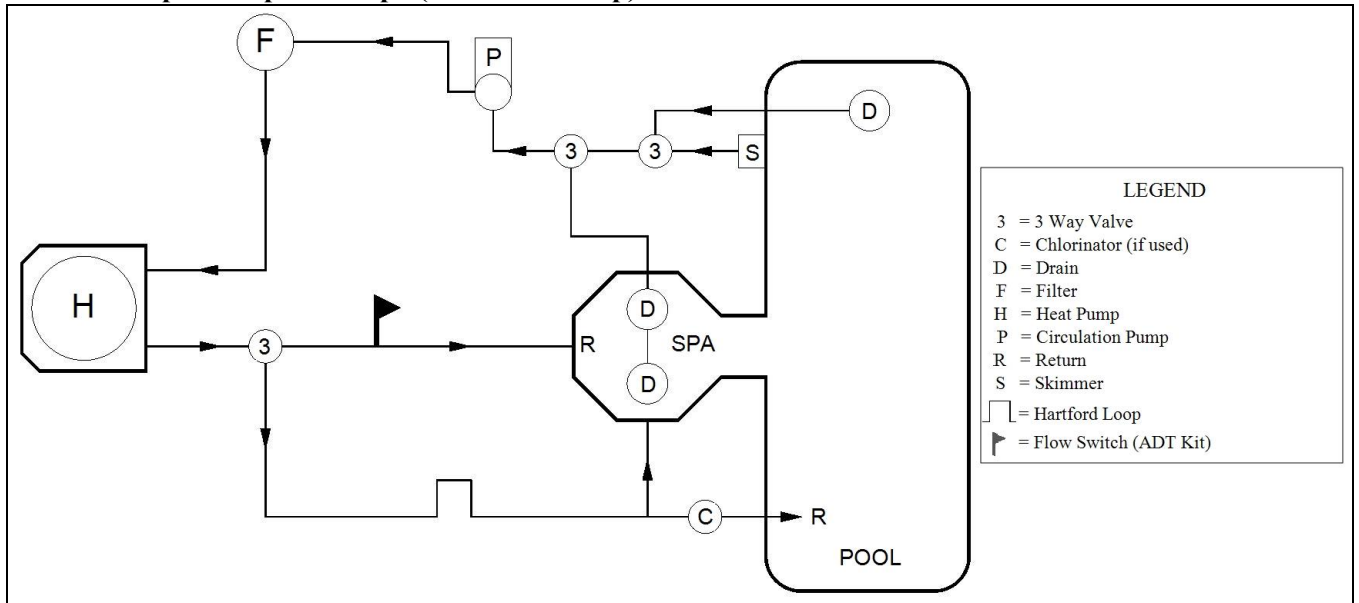 F
P
D
3
3
S
H
3
R
D
SPA
D
C
R
POOL
LEGEND
3 = 3 Way Valve
C = Chlorinator (if used)
D = Drain
F = Filter
H = Heat Pump
P = Circulation Pump
R = Return
S = Skimmer
= Hartford Loop
= Flow Switch (ADT Kit)